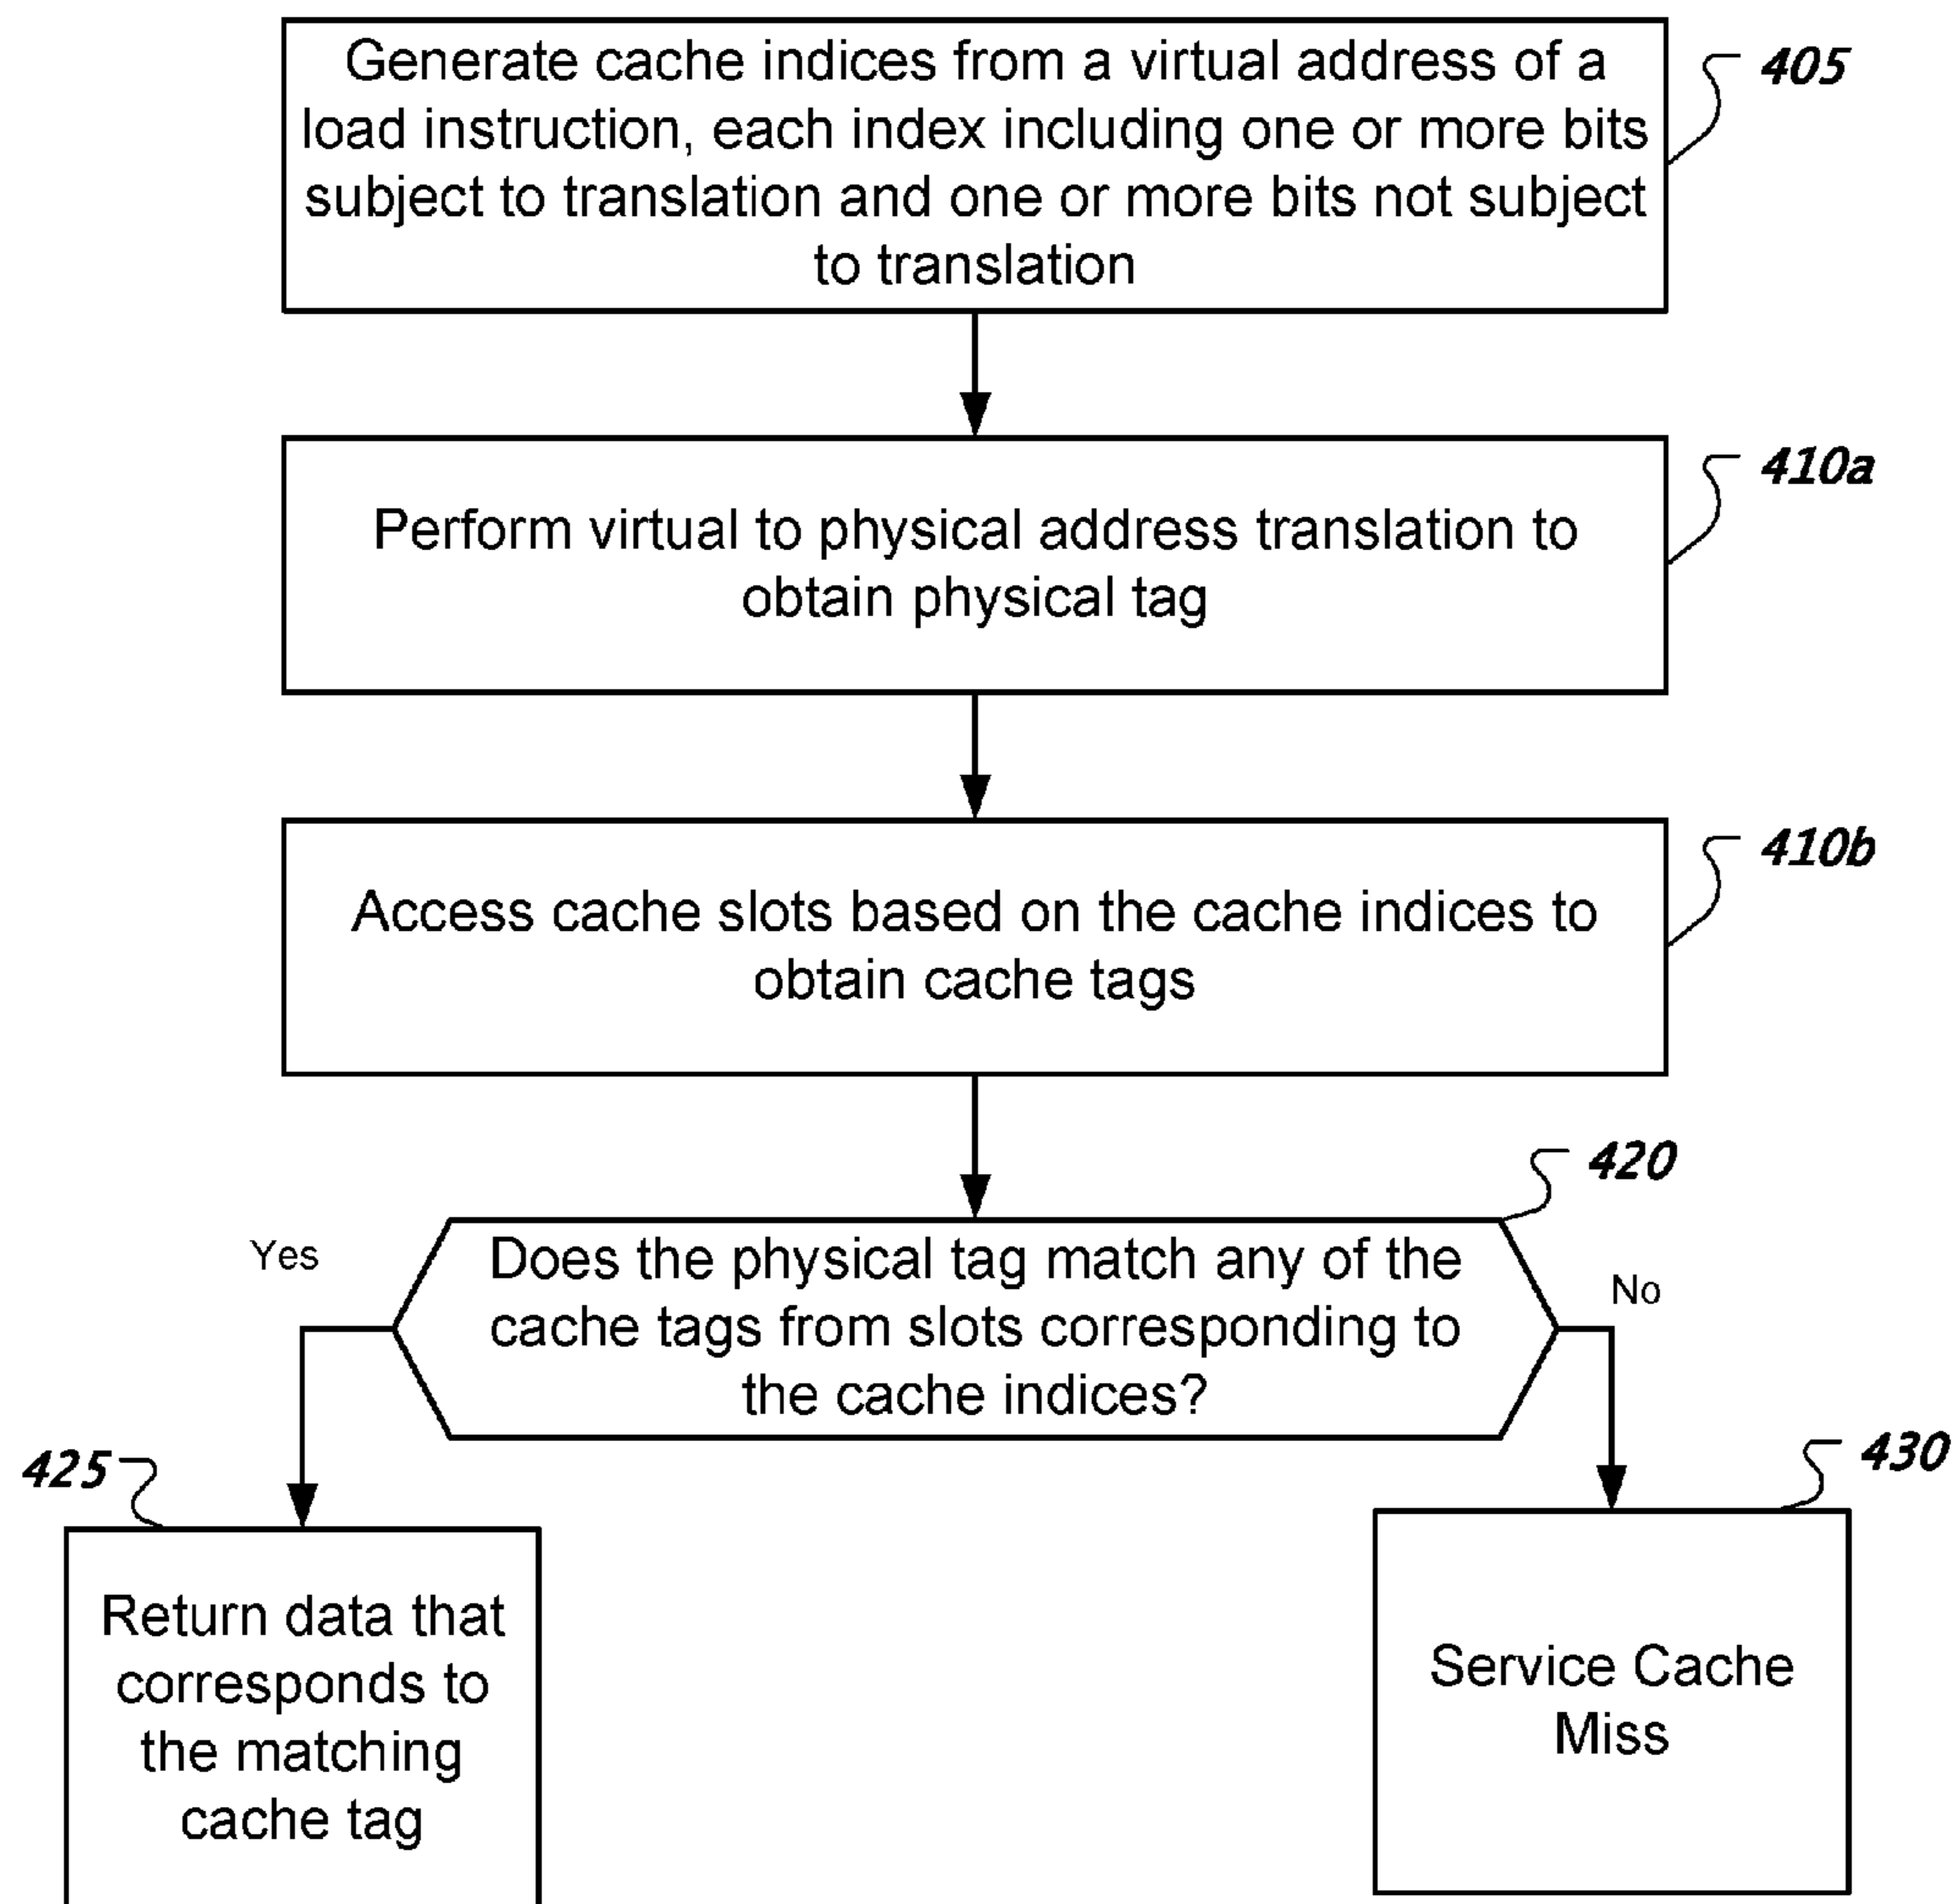 Generate cache indices from a virtual address of a
load instruction, each index including one or more bits
subject to translation and one or more bits not subject
to translation
405
Perform virtual to physical address translation to
obtain physical tag
410a
Access cache slots based on the cache indices to
obtain cache tags
410b
420
Does the physical tag match any of the
cache tags from slots corresponding to
the cache indices?
Yes
No
425
Return data that
corresponds to
the matching
cache tag
430
Service Cache
Miss